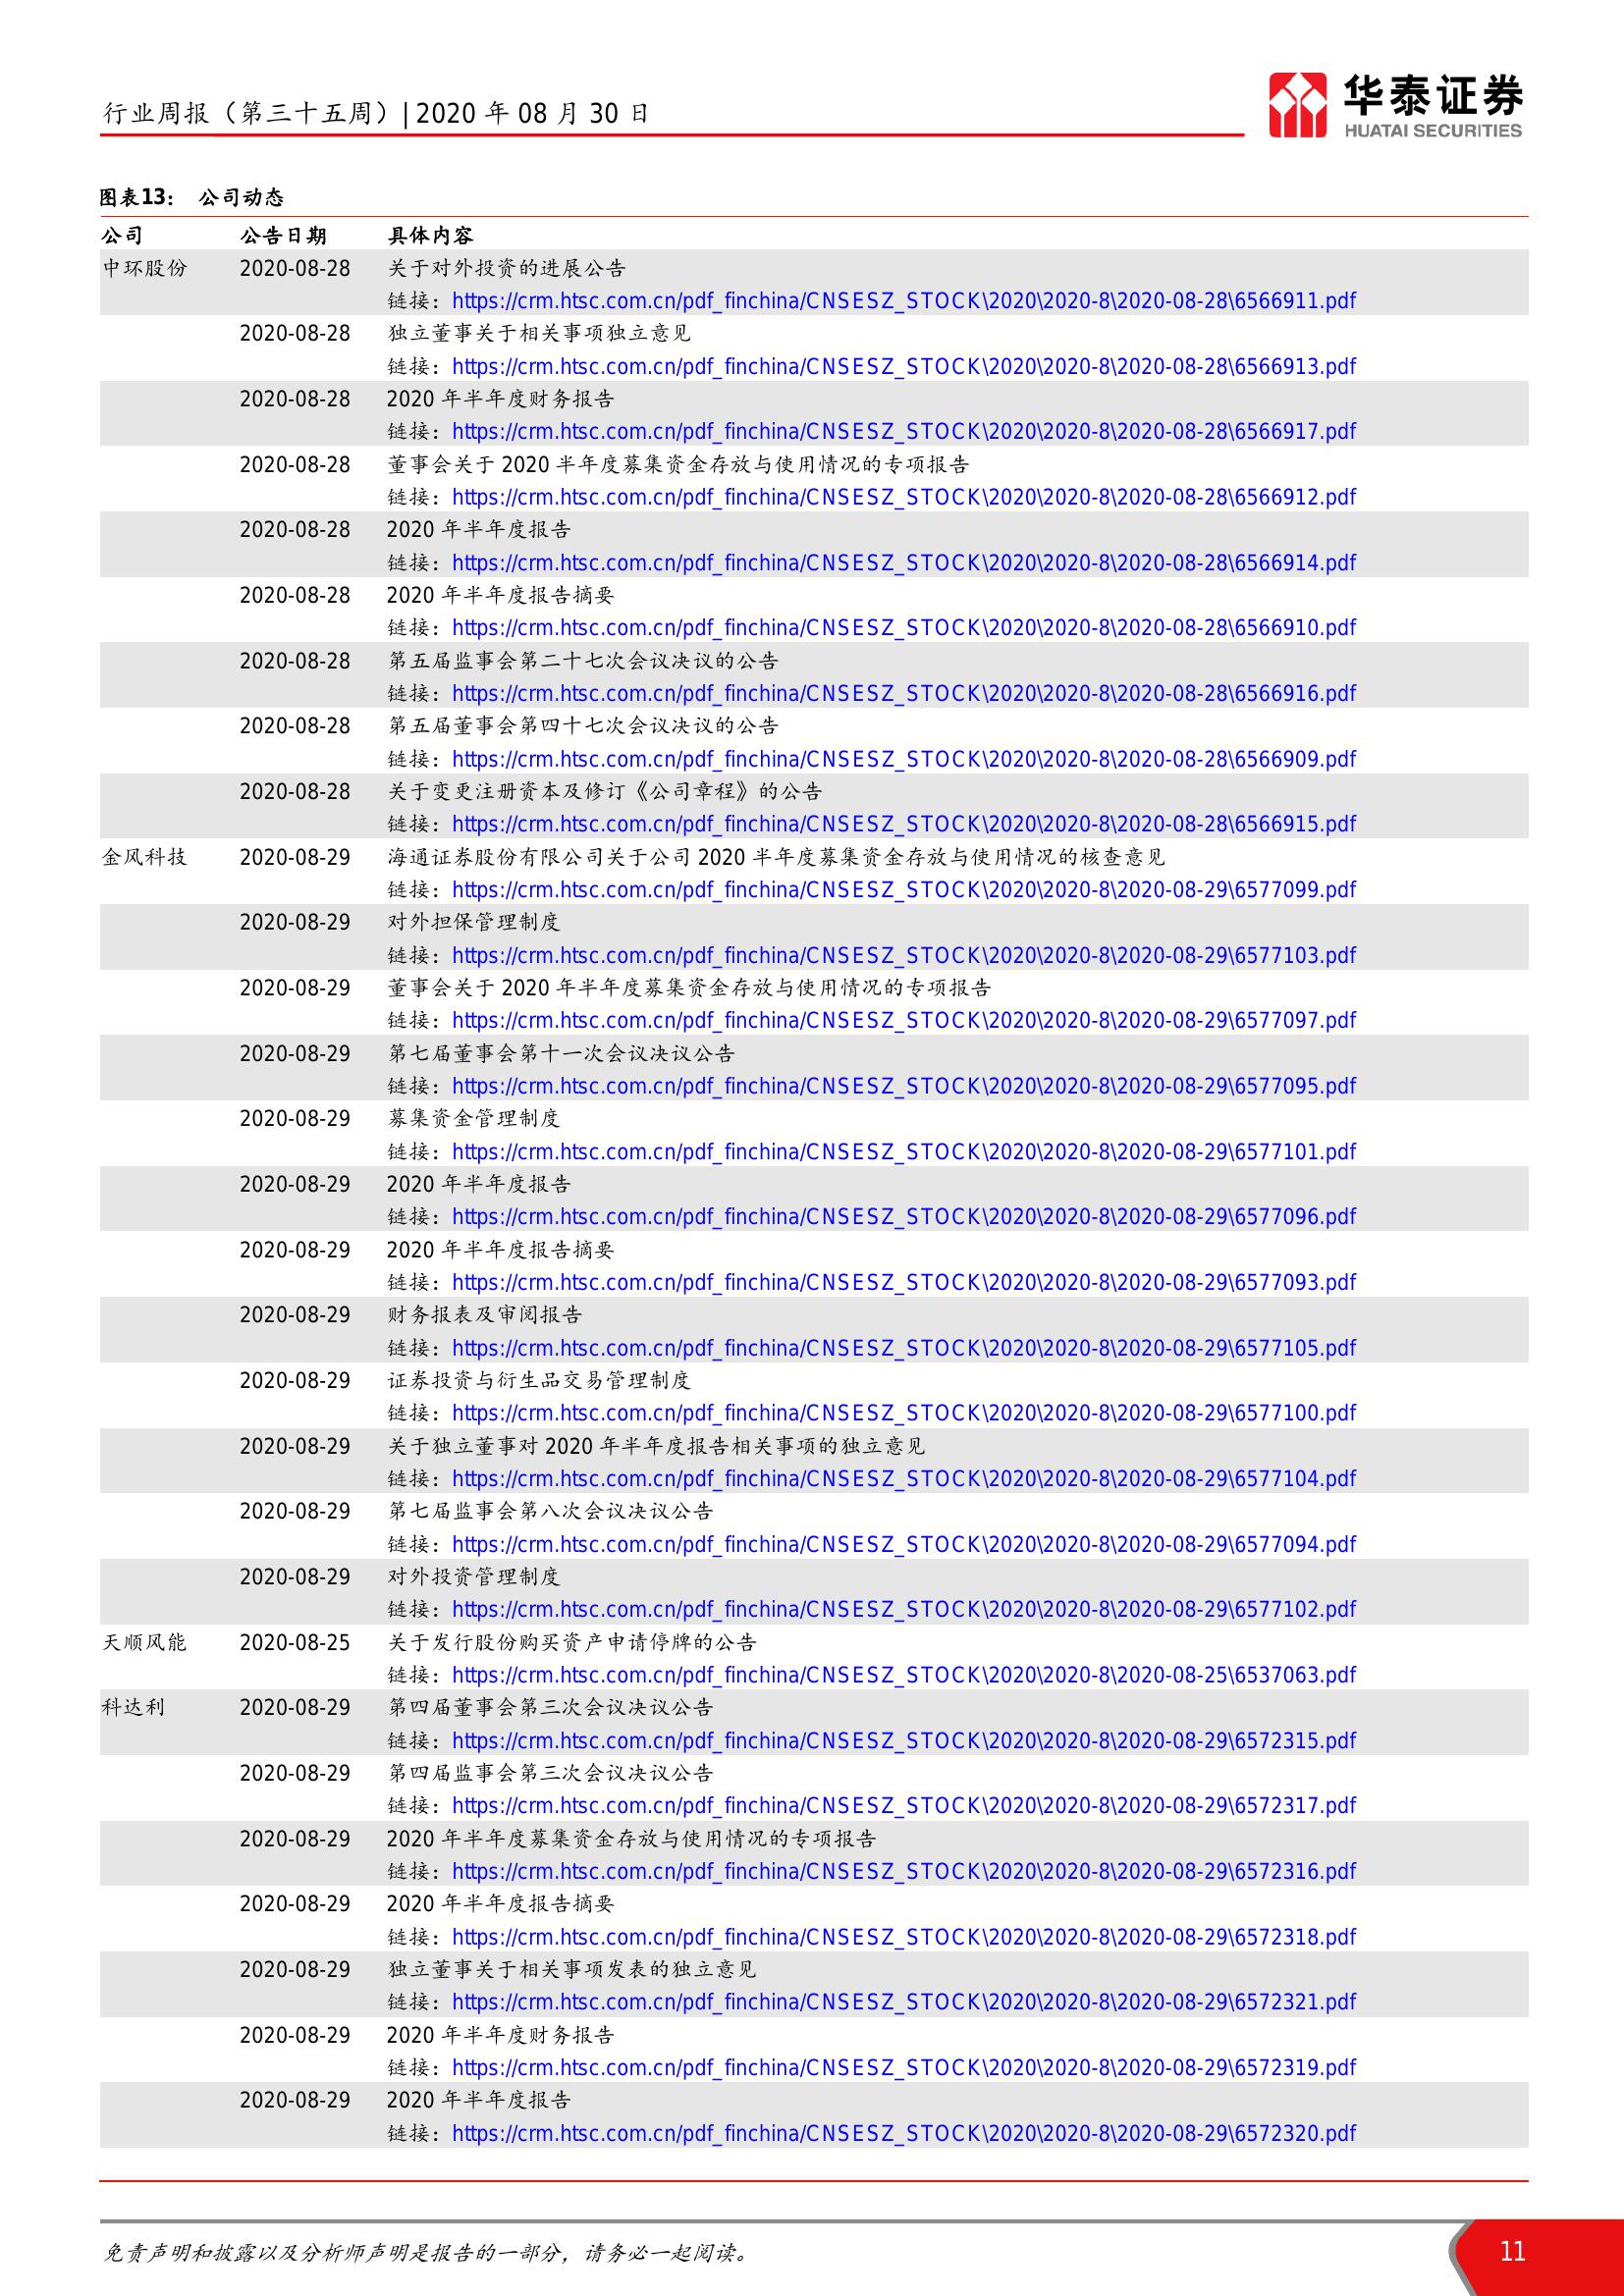 行业周报（第三十五周）| 2020 年 08 月 30 日
华泰证券
HUATAI SECURITIES
图表13： 公司动态
公司 公告日期 具体内容
中环股份 2020-08-28 关于对外投资的进展公告
链接：https://crm.htsc.com.cn/pdf_finchina/CNSESZ_STOCK\2020\2020-8\2020-08-28\6566911.pdf
2020-08-28 独立董事关于相关事项独立意见
链接：https://crm.htsc.com.cn/pdf_finchina/CNSESZ_STOCK\2020\2020-8\2020-08-28\6566913.pdf
2020-08-28 2020 年半年度财务报告
链接：https://crm.htsc.com.cn/pdf_finchina/CNSESZ_STOCK\2020\2020-8\2020-08-28\6566917.pdf
2020-08-28 董事会关于 2020 半年度募集资金存放与使用情况的专项报告
链接：https://crm.htsc.com.cn/pdf_finchina/CNSESZ_STOCK\2020\2020-8\2020-08-28\6566912.pdf
2020-08-28 2020 年半年度报告
链接：https://crm.htsc.com.cn/pdf_finchina/CNSESZ_STOCK\2020\2020-8\2020-08-28\6566914.pdf
2020-08-28 2020 年半年度报告摘要
链接：https://crm.htsc.com.cn/pdf_finchina/CNSESZ_STOCK\2020\2020-8\2020-08-28\6566910.pdf
2020-08-28 第五届监事会第二十七次会议决议的公告
链接：https://crm.htsc.com.cn/pdf_finchina/CNSESZ_STOCK\2020\2020-8\2020-08-28\6566916.pdf
2020-08-28 第五届董事会第四十七次会议决议的公告
链接：https://crm.htsc.com.cn/pdf_finchina/CNSESZ_STOCK\2020\2020-8\2020-08-28\6566909.pdf
2020-08-28 关于变更注册资本及修订《公司章程》的公告
链接：https://crm.htsc.com.cn/pdf_finchina/CNSESZ_STOCK\2020\2020-8\2020-08-28\6566915.pdf
金风科技 2020-08-29 海通证券股份有限公司关于公司 2020 半年度募集资金存放与使用情况的核查意见
链接：https://crm.htsc.com.cn/pdf_finchina/CNSESZ_STOCK\2020\2020-8\2020-08-29\6577099.pdf
2020-08-29 对外担保管理制度
链接：https://crm.htsc.com.cn/pdf_finchina/CNSESZ_STOCK\2020\2020-8\2020-08-29\6577103.pdf
2020-08-29 董事会关于 2020 年半年度募集资金存放与使用情况的专项报告
链接：https://crm.htsc.com.cn/pdf_finchina/CNSESZ_STOCK\2020\2020-8\2020-08-29\6577097.pdf
2020-08-29 第七届董事会第十一次会议决议公告
链接：https://crm.htsc.com.cn/pdf_finchina/CNSESZ_STOCK\2020\2020-8\2020-08-29\6577095.pdf
2020-08-29 募集资金管理制度
链接：https://crm.htsc.com.cn/pdf_finchina/CNSESZ_STOCK\2020\2020-8\2020-08-29\6577101.pdf
2020-08-29 2020 年半年度报告
链接：https://crm.htsc.com.cn/pdf_finchina/CNSESZ_STOCK\2020\2020-8\2020-08-29\6577096.pdf
2020-08-29 2020 年半年度报告摘要
链接：https://crm.htsc.com.cn/pdf_finchina/CNSESZ_STOCK\2020\2020-8\2020-08-29\6577093.pdf
2020-08-29 财务报表及审阅报告
链接：https://crm.htsc.com.cn/pdf_finchina/CNSESZ_STOCK\2020\2020-8\2020-08-29\6577105.pdf
2020-08-29 证券投资与衍生品交易管理制度
链接：https://crm.htsc.com.cn/pdf_finchina/CNSESZ_STOCK\2020\2020-8\2020-08-29\6577100.pdf
2020-08-29 关于独立董事对 2020 年半年度报告相关事项的独立意见
链接：https://crm.htsc.com.cn/pdf_finchina/CNSESZ_STOCK\2020\2020-8\2020-08-29\6577104.pdf
2020-08-29 第七届监事会第八次会议决议公告
链接：https://crm.htsc.com.cn/pdf_finchina/CNSESZ_STOCK\2020\2020-8\2020-08-29\6577094.pdf
2020-08-29 对外投资管理制度
链接：https://crm.htsc.com.cn/pdf_finchina/CNSESZ_STOCK\2020\2020-8\2020-08-29\6577102.pdf
天顺风能 2020-08-25 关于发行股份购买资产申请停牌的公告
链接：https://crm.htsc.com.cn/pdf_finchina/CNSESZ_STOCK\2020\2020-8\2020-08-25\6537063.pdf
科达利 2020-08-29 第四届董事会第三次会议决议公告
链接：https://crm.htsc.com.cn/pdf_finchina/CNSESZ_STOCK\2020\2020-8\2020-08-29\6572315.pdf
2020-08-29 第四届监事会第三次会议决议公告
链接：https://crm.htsc.com.cn/pdf_finchina/CNSESZ_STOCK\2020\2020-8\2020-08-29\6572317.pdf
2020-08-29 2020 年半年度募集资金存放与使用情况的专项报告
链接：https://crm.htsc.com.cn/pdf_finchina/CNSESZ_STOCK\2020\2020-8\2020-08-29\6572316.pdf
2020-08-29 2020 年半年度报告摘要
链接：https://crm.htsc.com.cn/pdf_finchina/CNSESZ_STOCK\2020\2020-8\2020-08-29\6572318.pdf
2020-08-29 独立董事关于相关事项发表的独立意见
链接：https://crm.htsc.com.cn/pdf_finchina/CNSESZ_STOCK\2020\2020-8\2020-08-29\6572321.pdf
2020-08-29 2020 年半年度财务报告
链接：https://crm.htsc.com.cn/pdf_finchina/CNSESZ_STOCK\2020\2020-8\2020-08-29\6572319.pdf
2020-08-29 2020 年半年度报告
链接：https://crm.htsc.com.cn/pdf_finchina/CNSESZ_STOCK\2020\2020-8\2020-08-29\6572320.pdf
免责声明和披露以及分析师声明是报告的一部分，请务必一起阅读。
11